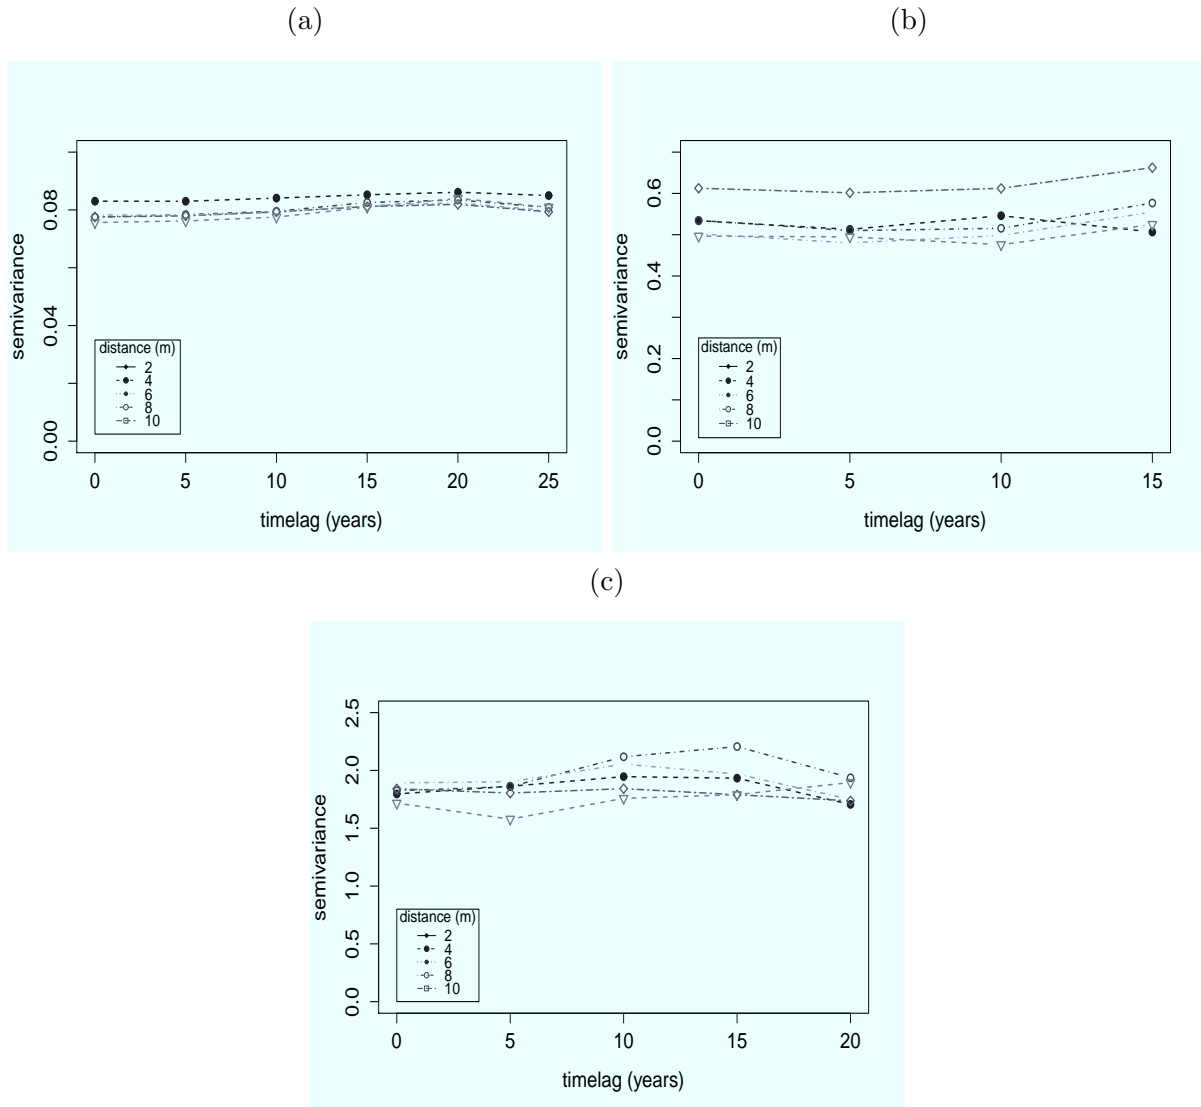 (a)
(b)
semivariance
0.00 0.04 0.08
distance (m)
2
4
6
8
10
0 5 10 15 20 25
timelag (years)
semivariance
0.0 0.2 0.4 0.6
distance (m)
2
4
6
8
10
0 5 10 15
timelag (years)
(c)
semivariance
0.0 0.5 1.0 1.5 2.0 2.5
distance (m)
2
4
6
8
10
0 5 10 15 20
timelag (years)